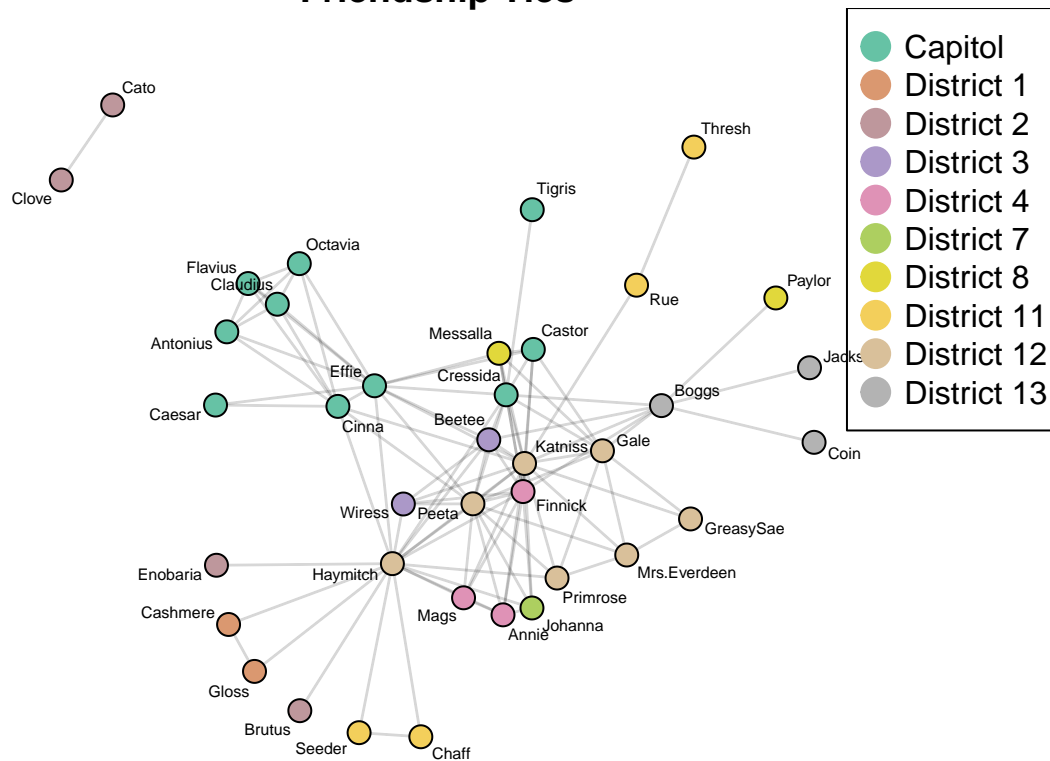 Friendship Ties
Capitol
District 1
District 2
District 3
District 4
District 7
District 8
District 11
District 12
District 13
Cato
Clove
Thresh
Tigris
Octavia
Flavius
Claudius
Rue
Paylor
Antonius
Messalla
Castor
Jacks
Effie
Cressida
Boggs
Caesar
Cinna
Beetee
Katniss
Gale
Coin
Wiress
Peeta
Finnick
GreasySae
Enobaria
Haymitch
Mrs.Everdeen
Primrose
Cashmere
Mags
Annie
Johanna
Gloss
Brutus
Seeder
Chaff